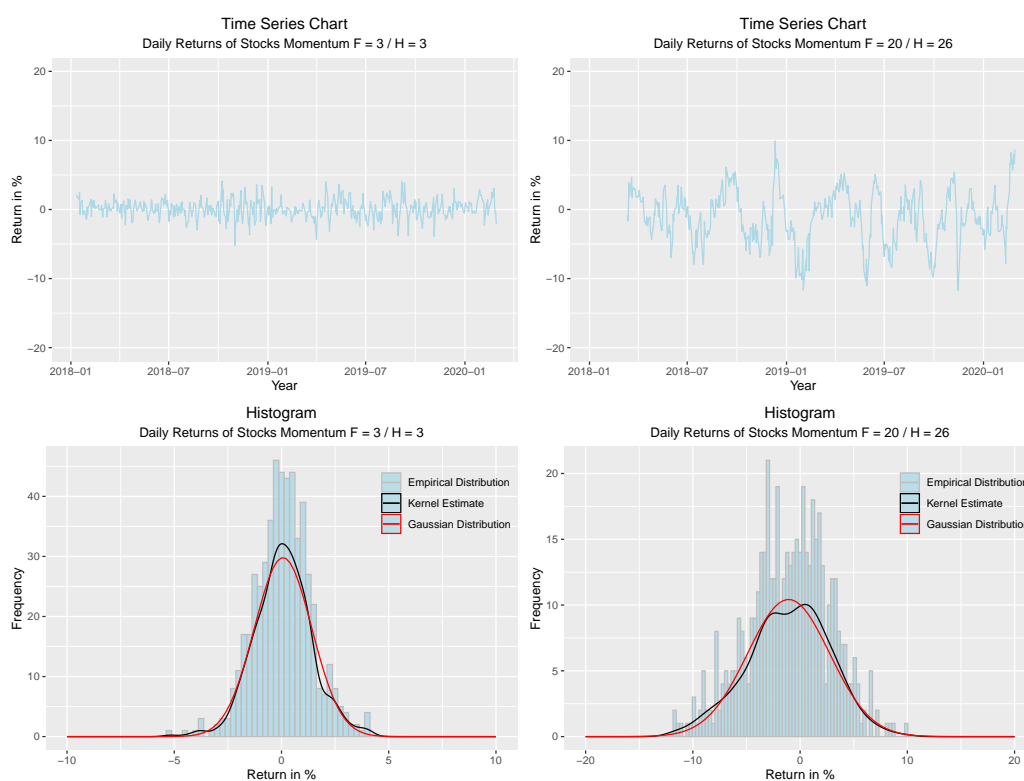 Time Series Chart
Daily Returns of Stocks Momentum F = 3 / H = 3
20
10
0
−10
−20
Return in %
2018−01
2018−07
2019−01
2019−07
2020−01
Year
Time Series Chart
Daily Returns of Stocks Momentum F = 20 / H = 26
20
10
0
−10
−20
Return in %
2018−01
2018−07
2019−01
2019−07
2020−01
Year
Histogram
Daily Returns of Stocks Momentum F = 3 / H = 3
Empirical Distribution
Kernel Estimate
Gaussian Distribution
40
30
20
10
0
Frequency
−10
−5
0
5
10
Return in %
Histogram
Daily Returns of Stocks Momentum F = 20 / H = 26
Empirical Distribution
Kernel Estimate
Gaussian Distribution
20
15
10
5
0
Frequency
−20
−10
0
10
20
Return in %